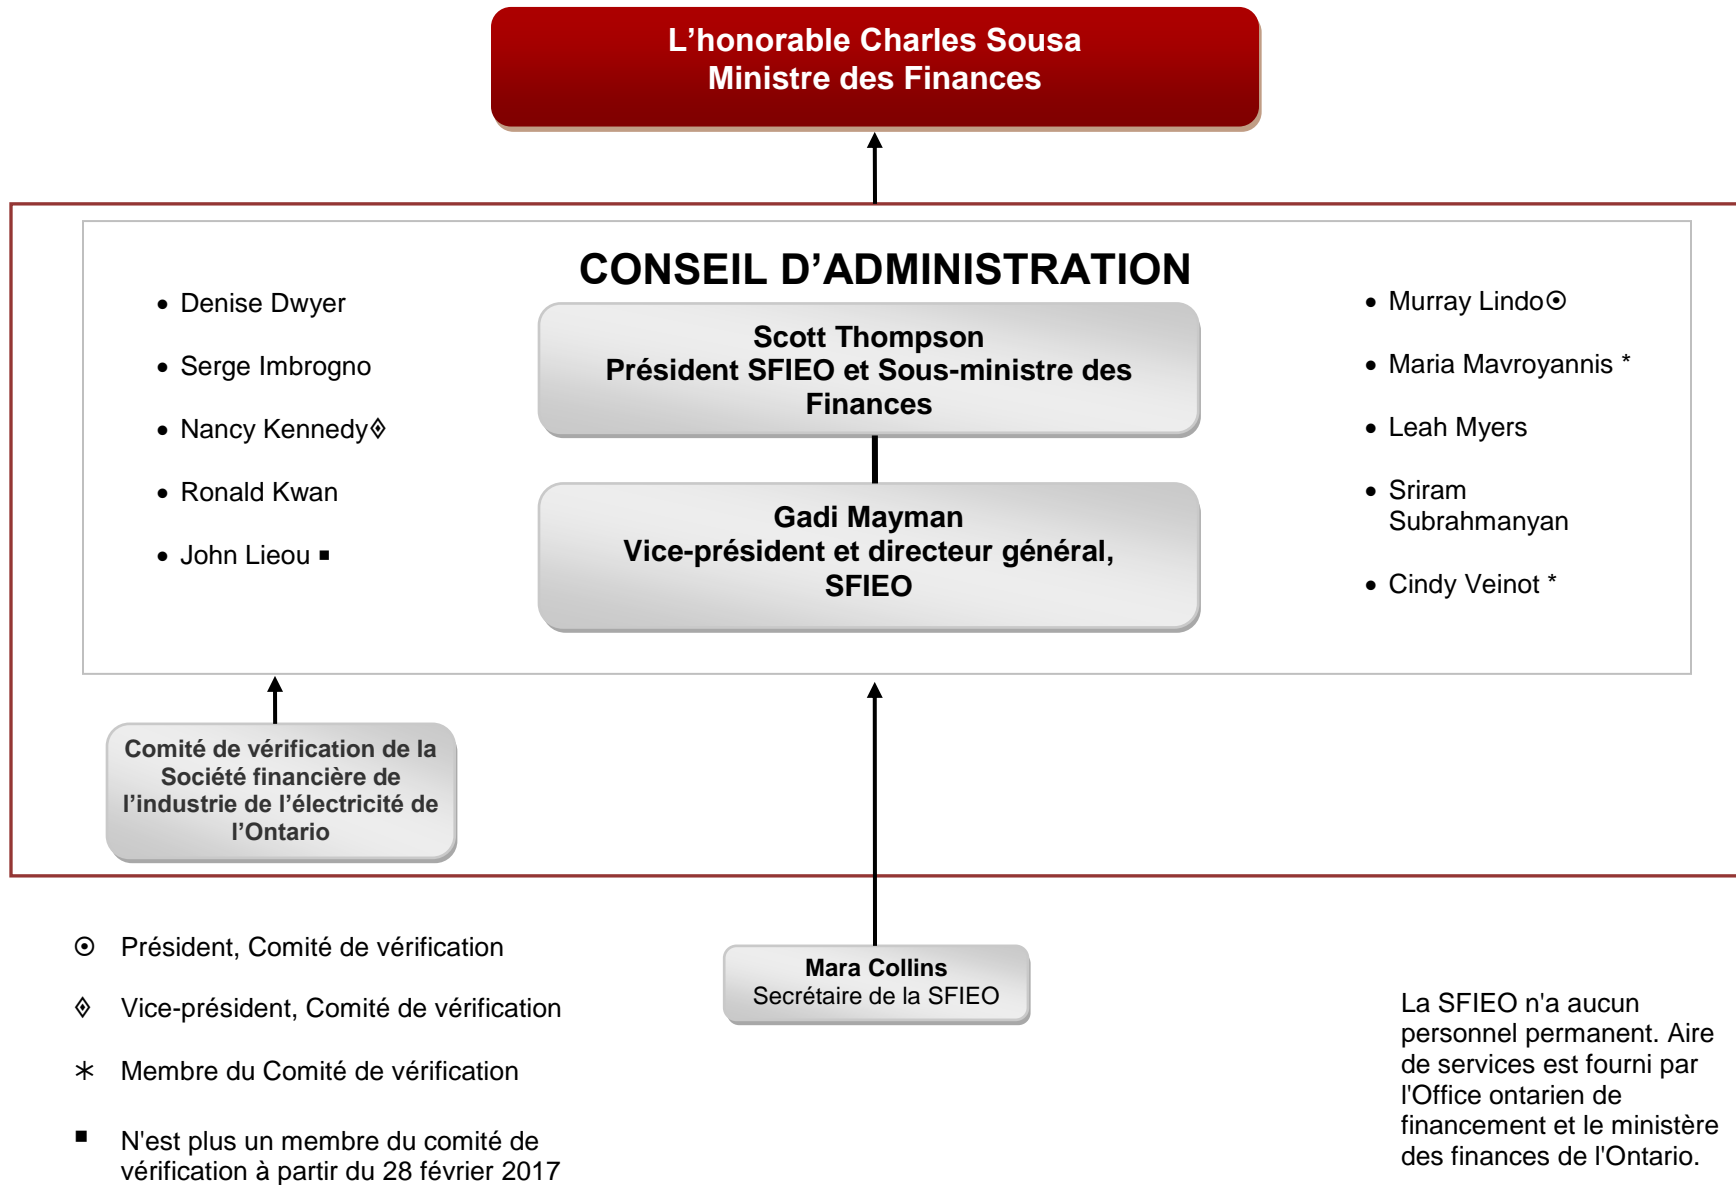 L’honorable Charles Sousa
Ministre des Finances
CONSEIL D’ADMINISTRATION
• Denise Dwyer
• Serge Imbrogno
• Nancy Kennedy⟐
• Ronald Kwan
• John Lieou ▪
Scott Thompson
Président SFIEO et Sous-ministre des
Finances
Gadi Mayman
Vice-président et directeur général,
SFIEO
• Murray Lindo⊙
• Maria Mavroyannis *
• Leah Myers
• Sriram
Subrahmanyan
• Cindy Veinot *
Comité de vérification de la
Société financière de
l’industrie de l’électricité de
l’Ontario
⊙ Président, Comité de vérification
⟐ Vice-président, Comité de vérification
* Membre du Comité de vérification
▪ N'est plus un membre du comité de
vérification à partir du 28 février 2017
Mara Collins
Secrétaire de la SFIEO
La SFIEO n'a aucun
personnel permanent. Aire
de services est fourni par
l'Office ontarien de
financement et le ministère
des finances de l'Ontario.